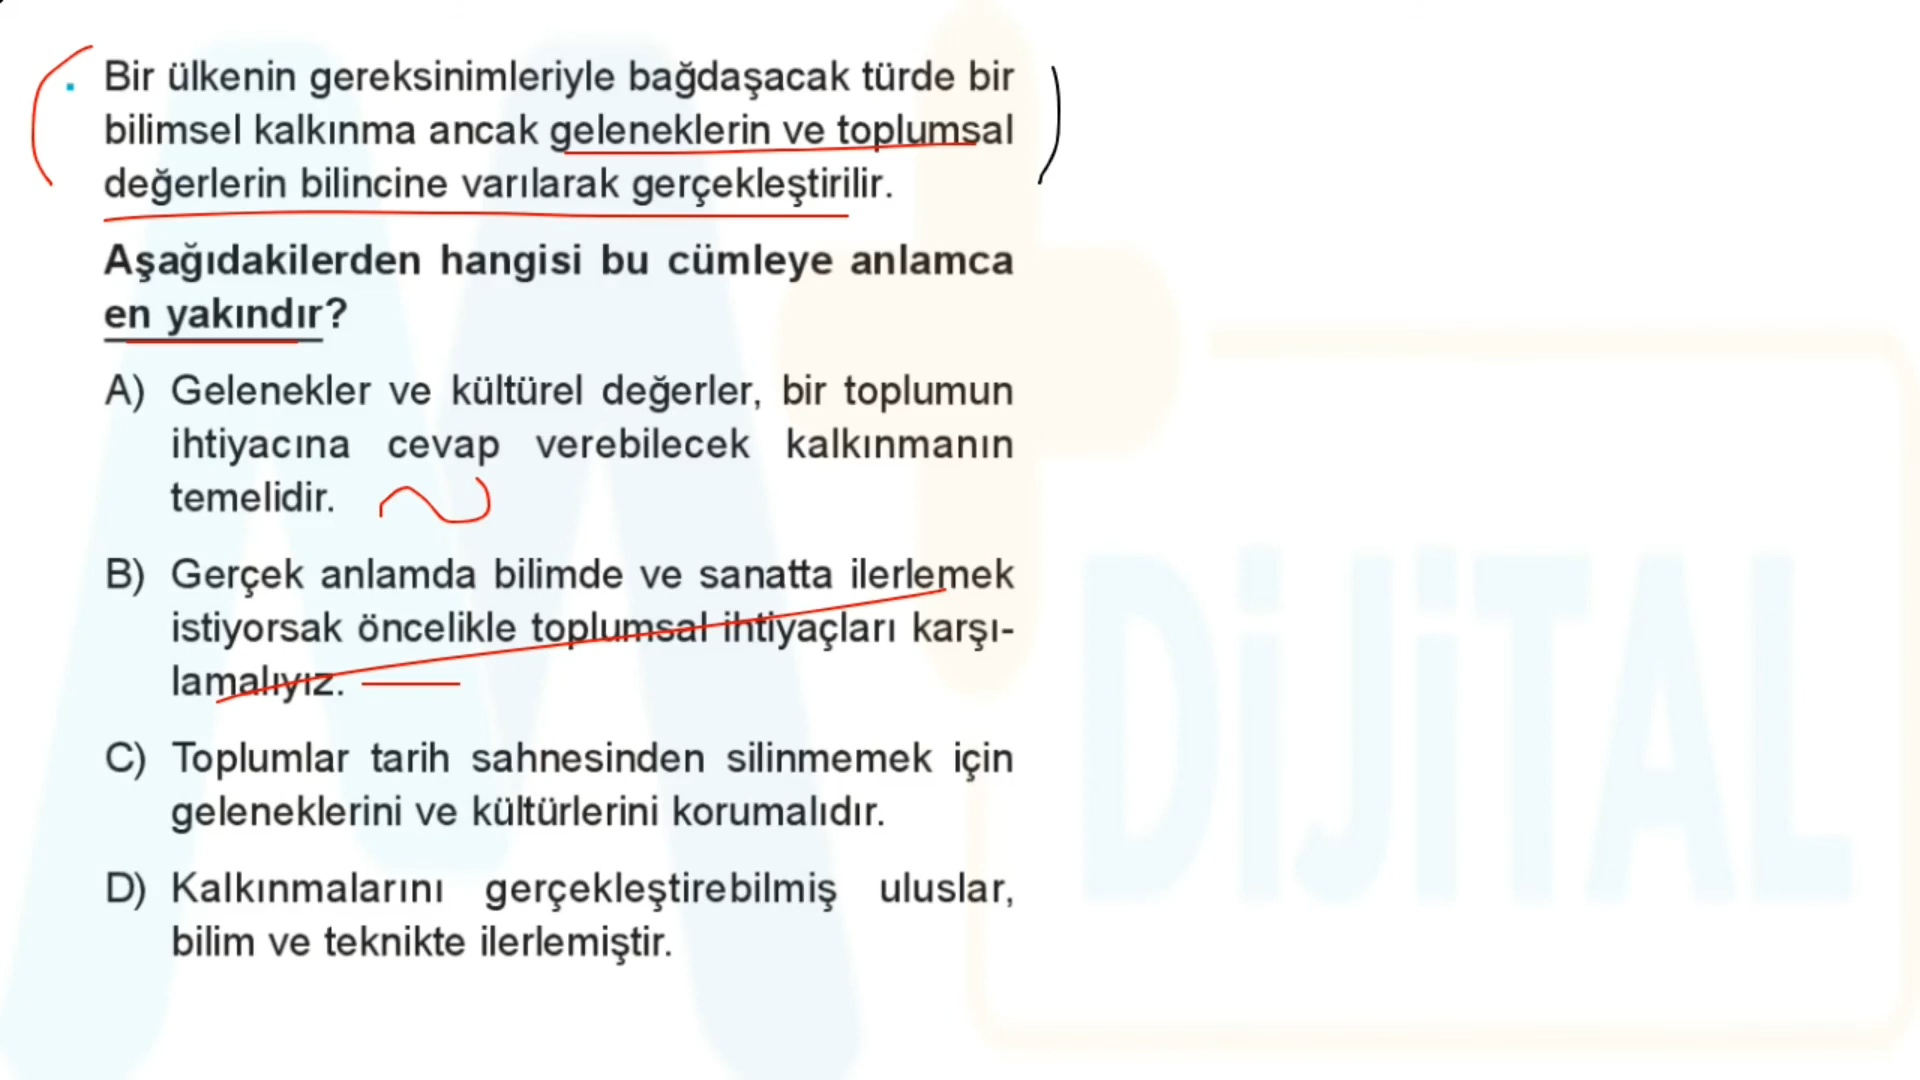 Bir ülkenin gereksinimleriyle bağdaşacak türde bir
bilimsel kalkınma ancak geleneklerin ve toplumsal
değerlerin bilincine varılarak gerçekleştirilir.
Aşağıdakilerden hangisi bu cümleye anlamca
en yakındır?
A) Gelenekler ve kültürel değerler, bir toplumun
ihtiyacına cevap verebilecek kalkınmanın
temelidir.
B) Gerçek anlamda bilimde ve sanatta ilerlemek
istiyorsak öncelikle toplumsal ihtiyaçları karşı-
lamalıyız.
C) Toplumlar tarih sahnesinden silinmemek için
geleneklerini ve kültürlerini korumalıdır.
D) Kalkınmalarını gerçekleştirebilmiş uluslar,
bilim ve teknikte ilerlemiştir.
DiJiTAL